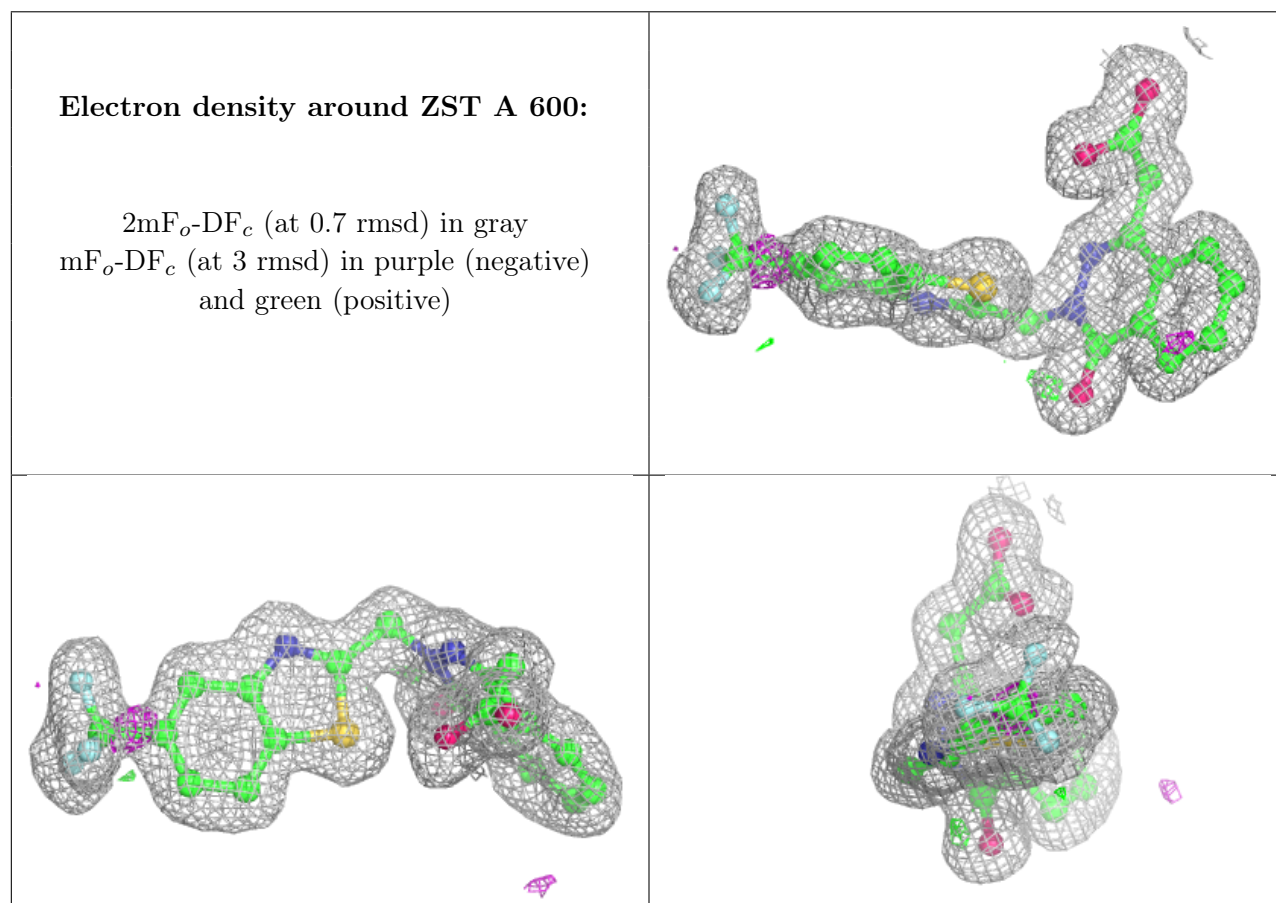 Electron density around ZST A 600:
2mFo-DFc (at 0.7 rmsd) in gray
mFo-DFc (at 3 rmsd) in purple (negative)
and green (positive)